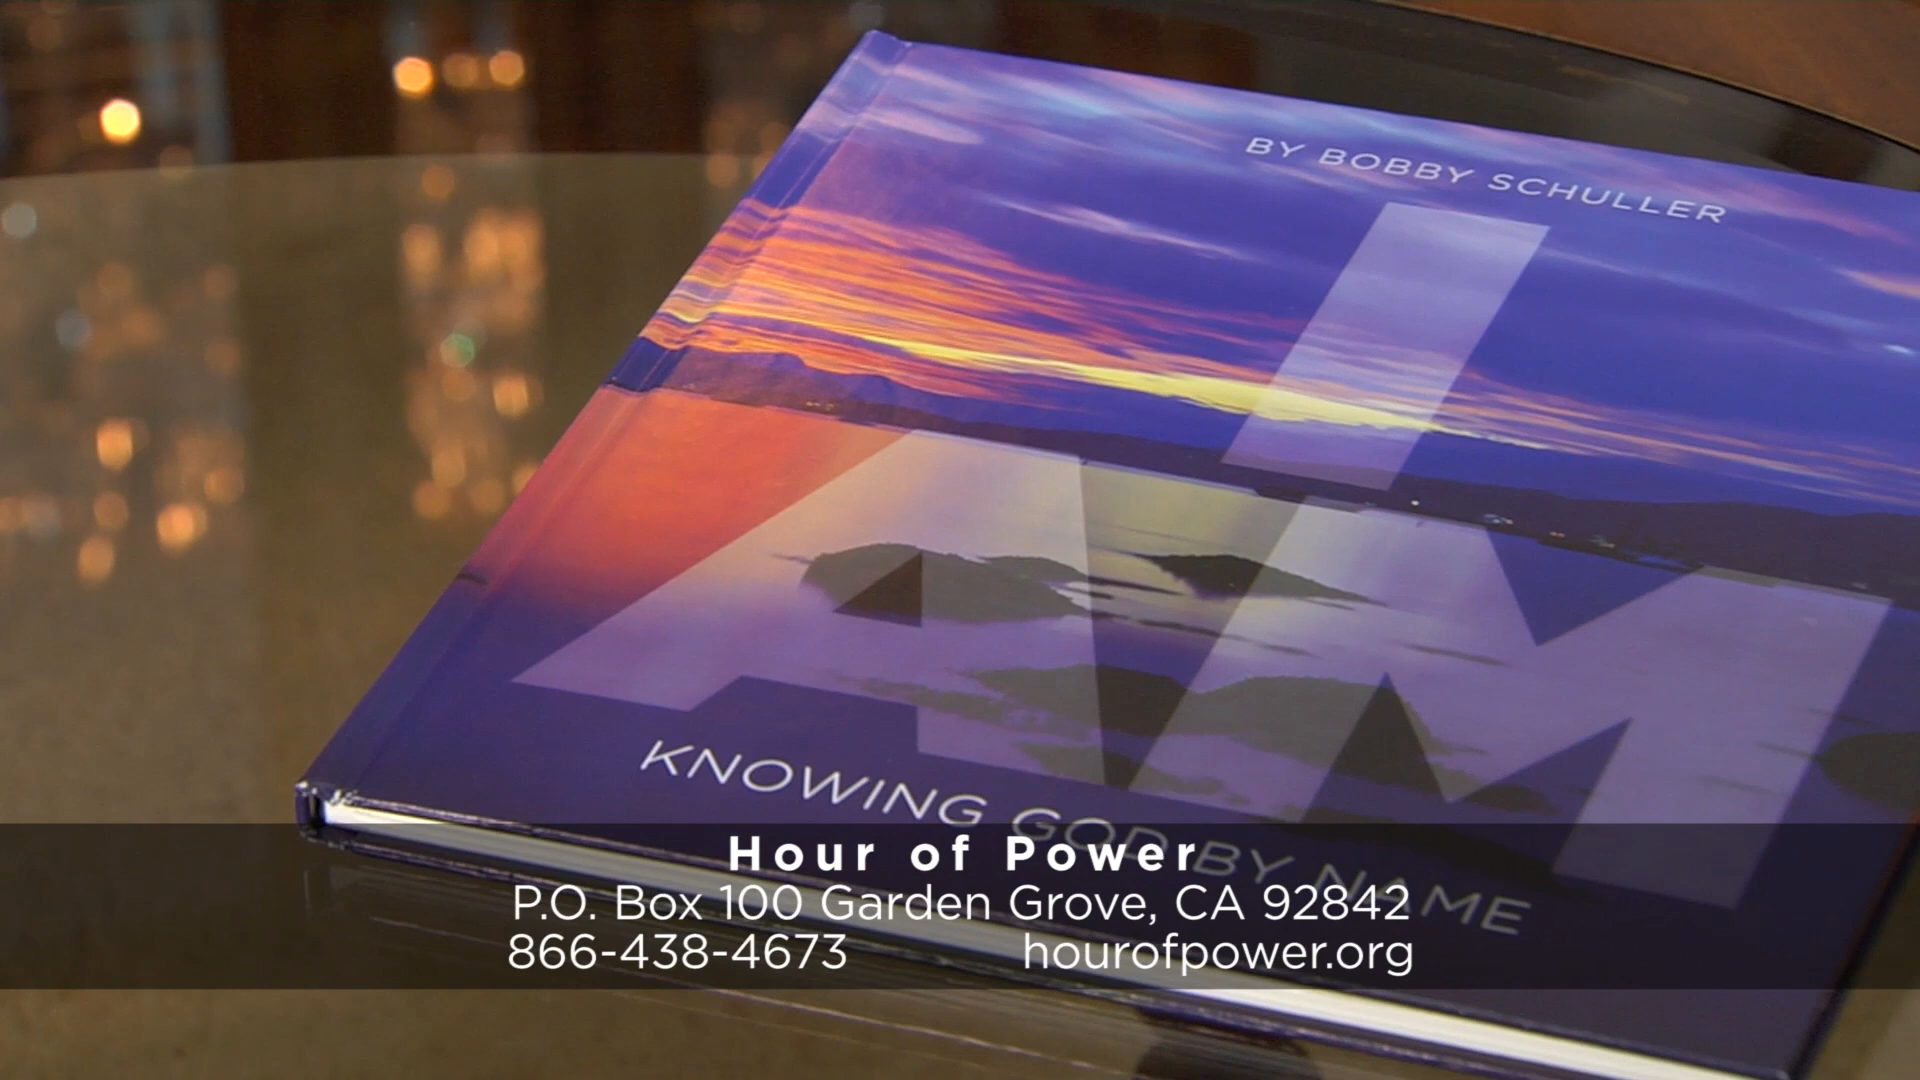 BY BOBBY SCHULLER
I
AM
KNOWING GOD BY NAME
Hour of Power
P.O. Box 100 Garden Grove, CA 92842
866-438-4673 hourofpower.org